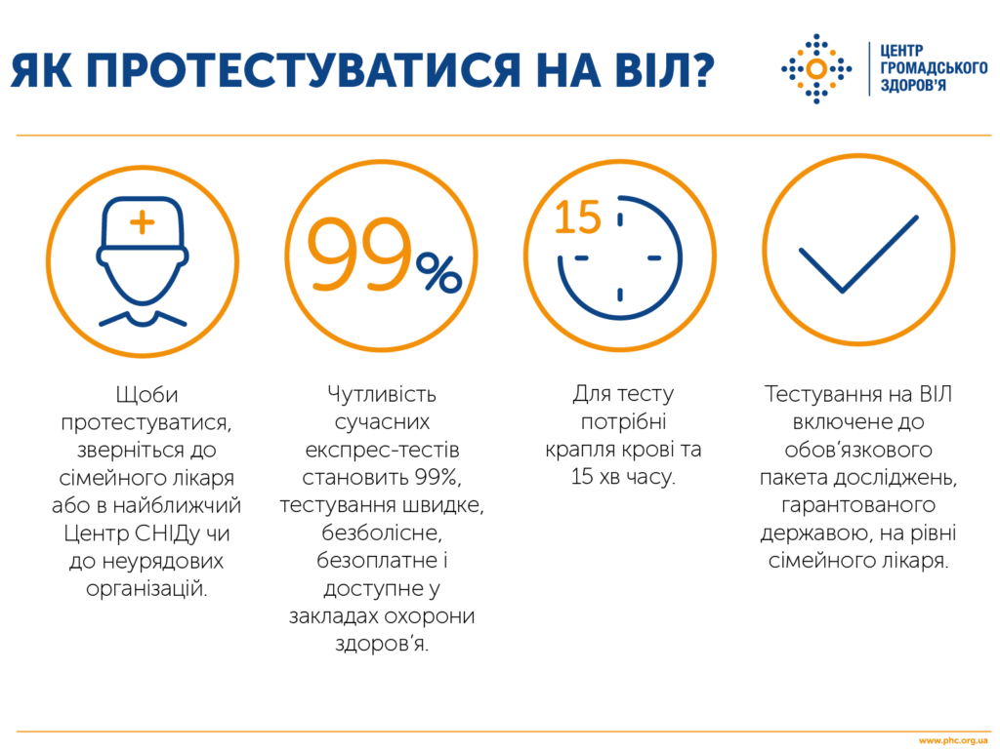 ЯК ПРОТЕСТУВАТИСЯ НА ВІЛ?
ЦЕНТР
ГРОМАДСЬКОГО
ЗДОРОВ'Я
99%
15
Щоби
протестуватися,
зверніться до
сімейного лікаря
або в найближчий
Центр СНІДу чи
до неурядових
організацій.
Чутливість
сучасних
експрес-тестів
становить 99%,
тестування швидке,
безболісне,
безоплатне і
доступне у
закладах охорони
здоров’я.
Для тесту
потрібні
крапля крові та
15 хв часу.
Тестування на ВІЛ
включене до
обов’язкового
пакета досліджень,
гарантованого
державою, на рівні
сімейного лікаря.
www.phc.org.ua